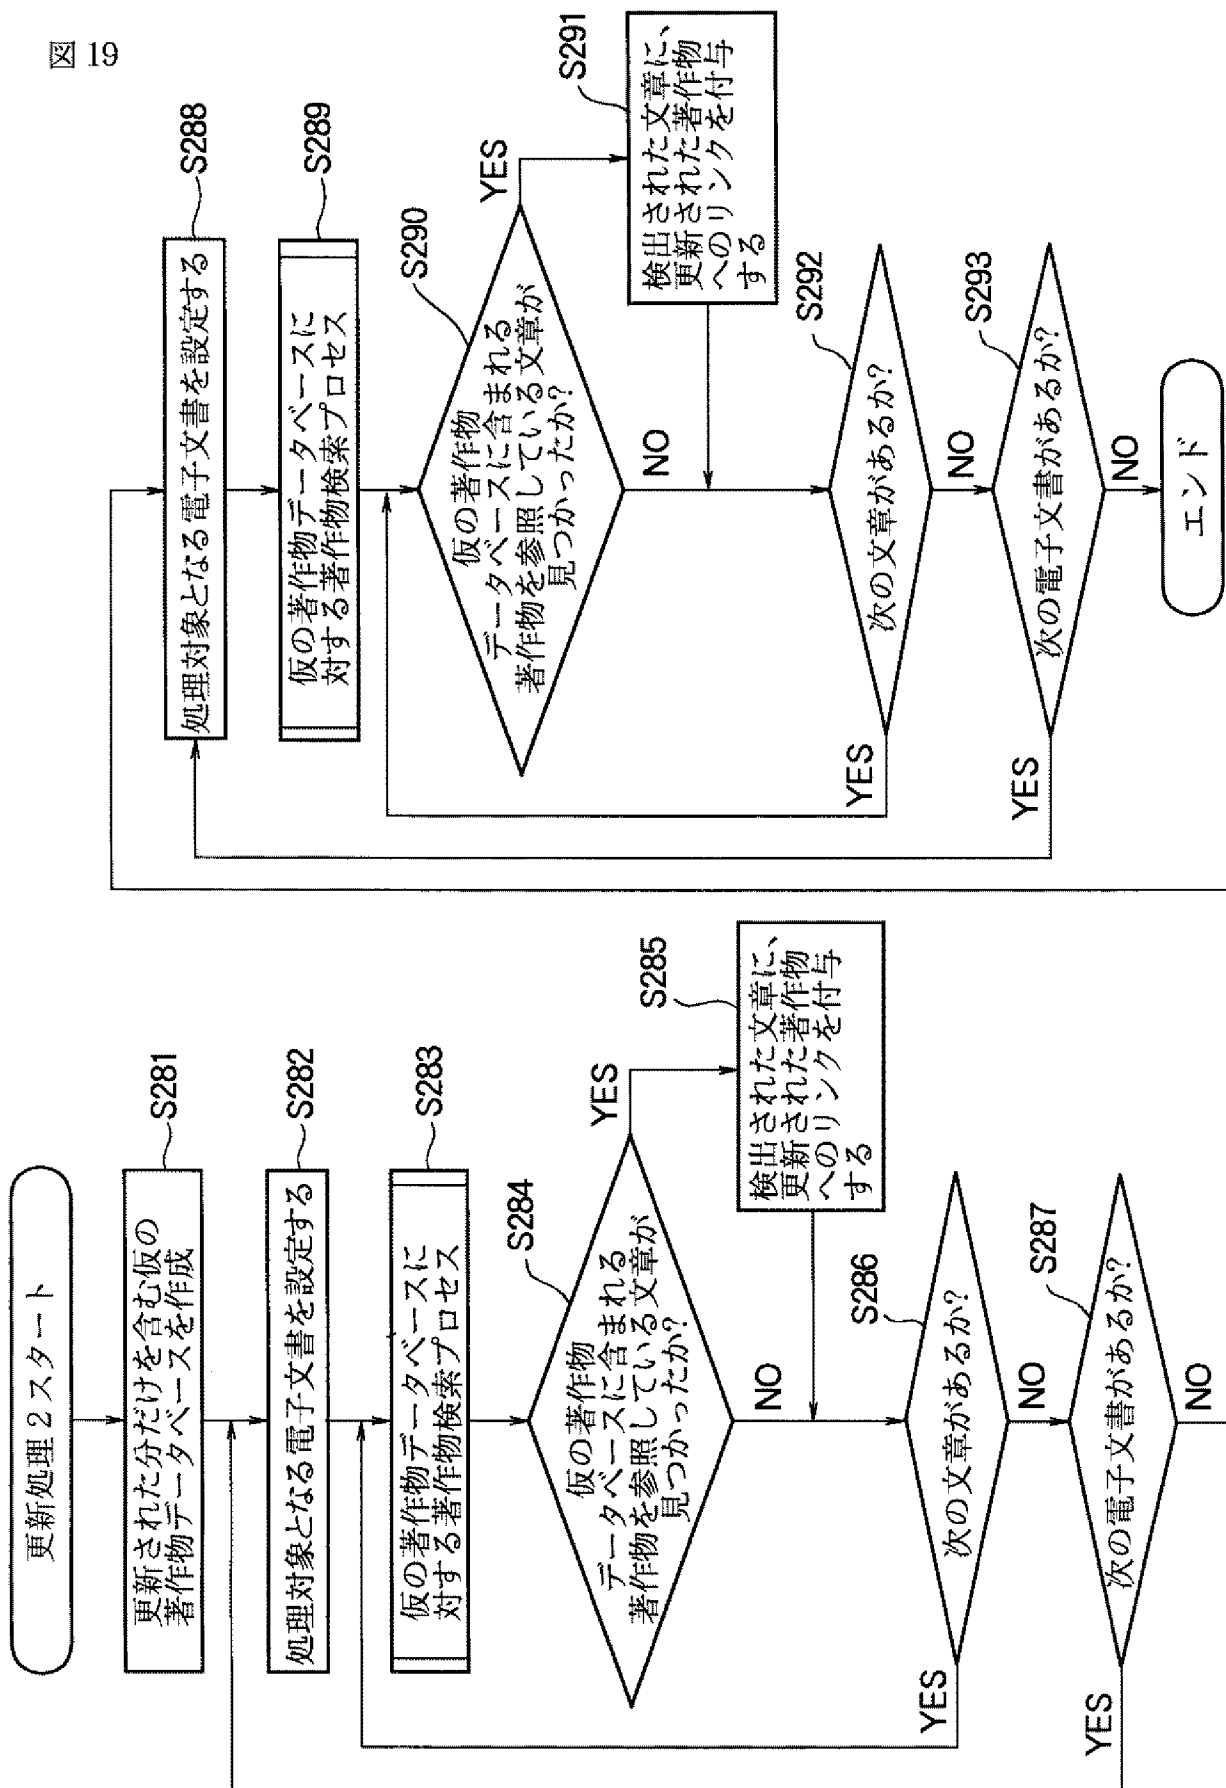 図 19
更新処理２スタート
更新された分だけを含む仮の
著作物データベースを作成
S281
処理対象となる電子文書を設定する
S282
仮の著作物データベースに
対する著作物検索プロセス
S283
仮の著作物
データベースに含まれる
著作物を参照している文章が
見つかったか?
S284
YES
NO
検出された文章に、
更新された著作物
へのリンクを付与
する
S285
次の文章があるか?
S286
YES
NO
次の電子文書があるか?
S287
YES
NO
処理対象となる電子文書を設定する
S288
仮の著作物データベースに
対する著作物検索プロセス
S289
仮の著作物
データベースに含まれる
著作物を参照している文章が
見つかったか?
S290
YES
NO
検出された文章に、
更新された著作物
へのリンクを付与
する
S291
次の文章があるか?
S292
YES
NO
次の電子文書があるか?
S293
YES
NO
エンド